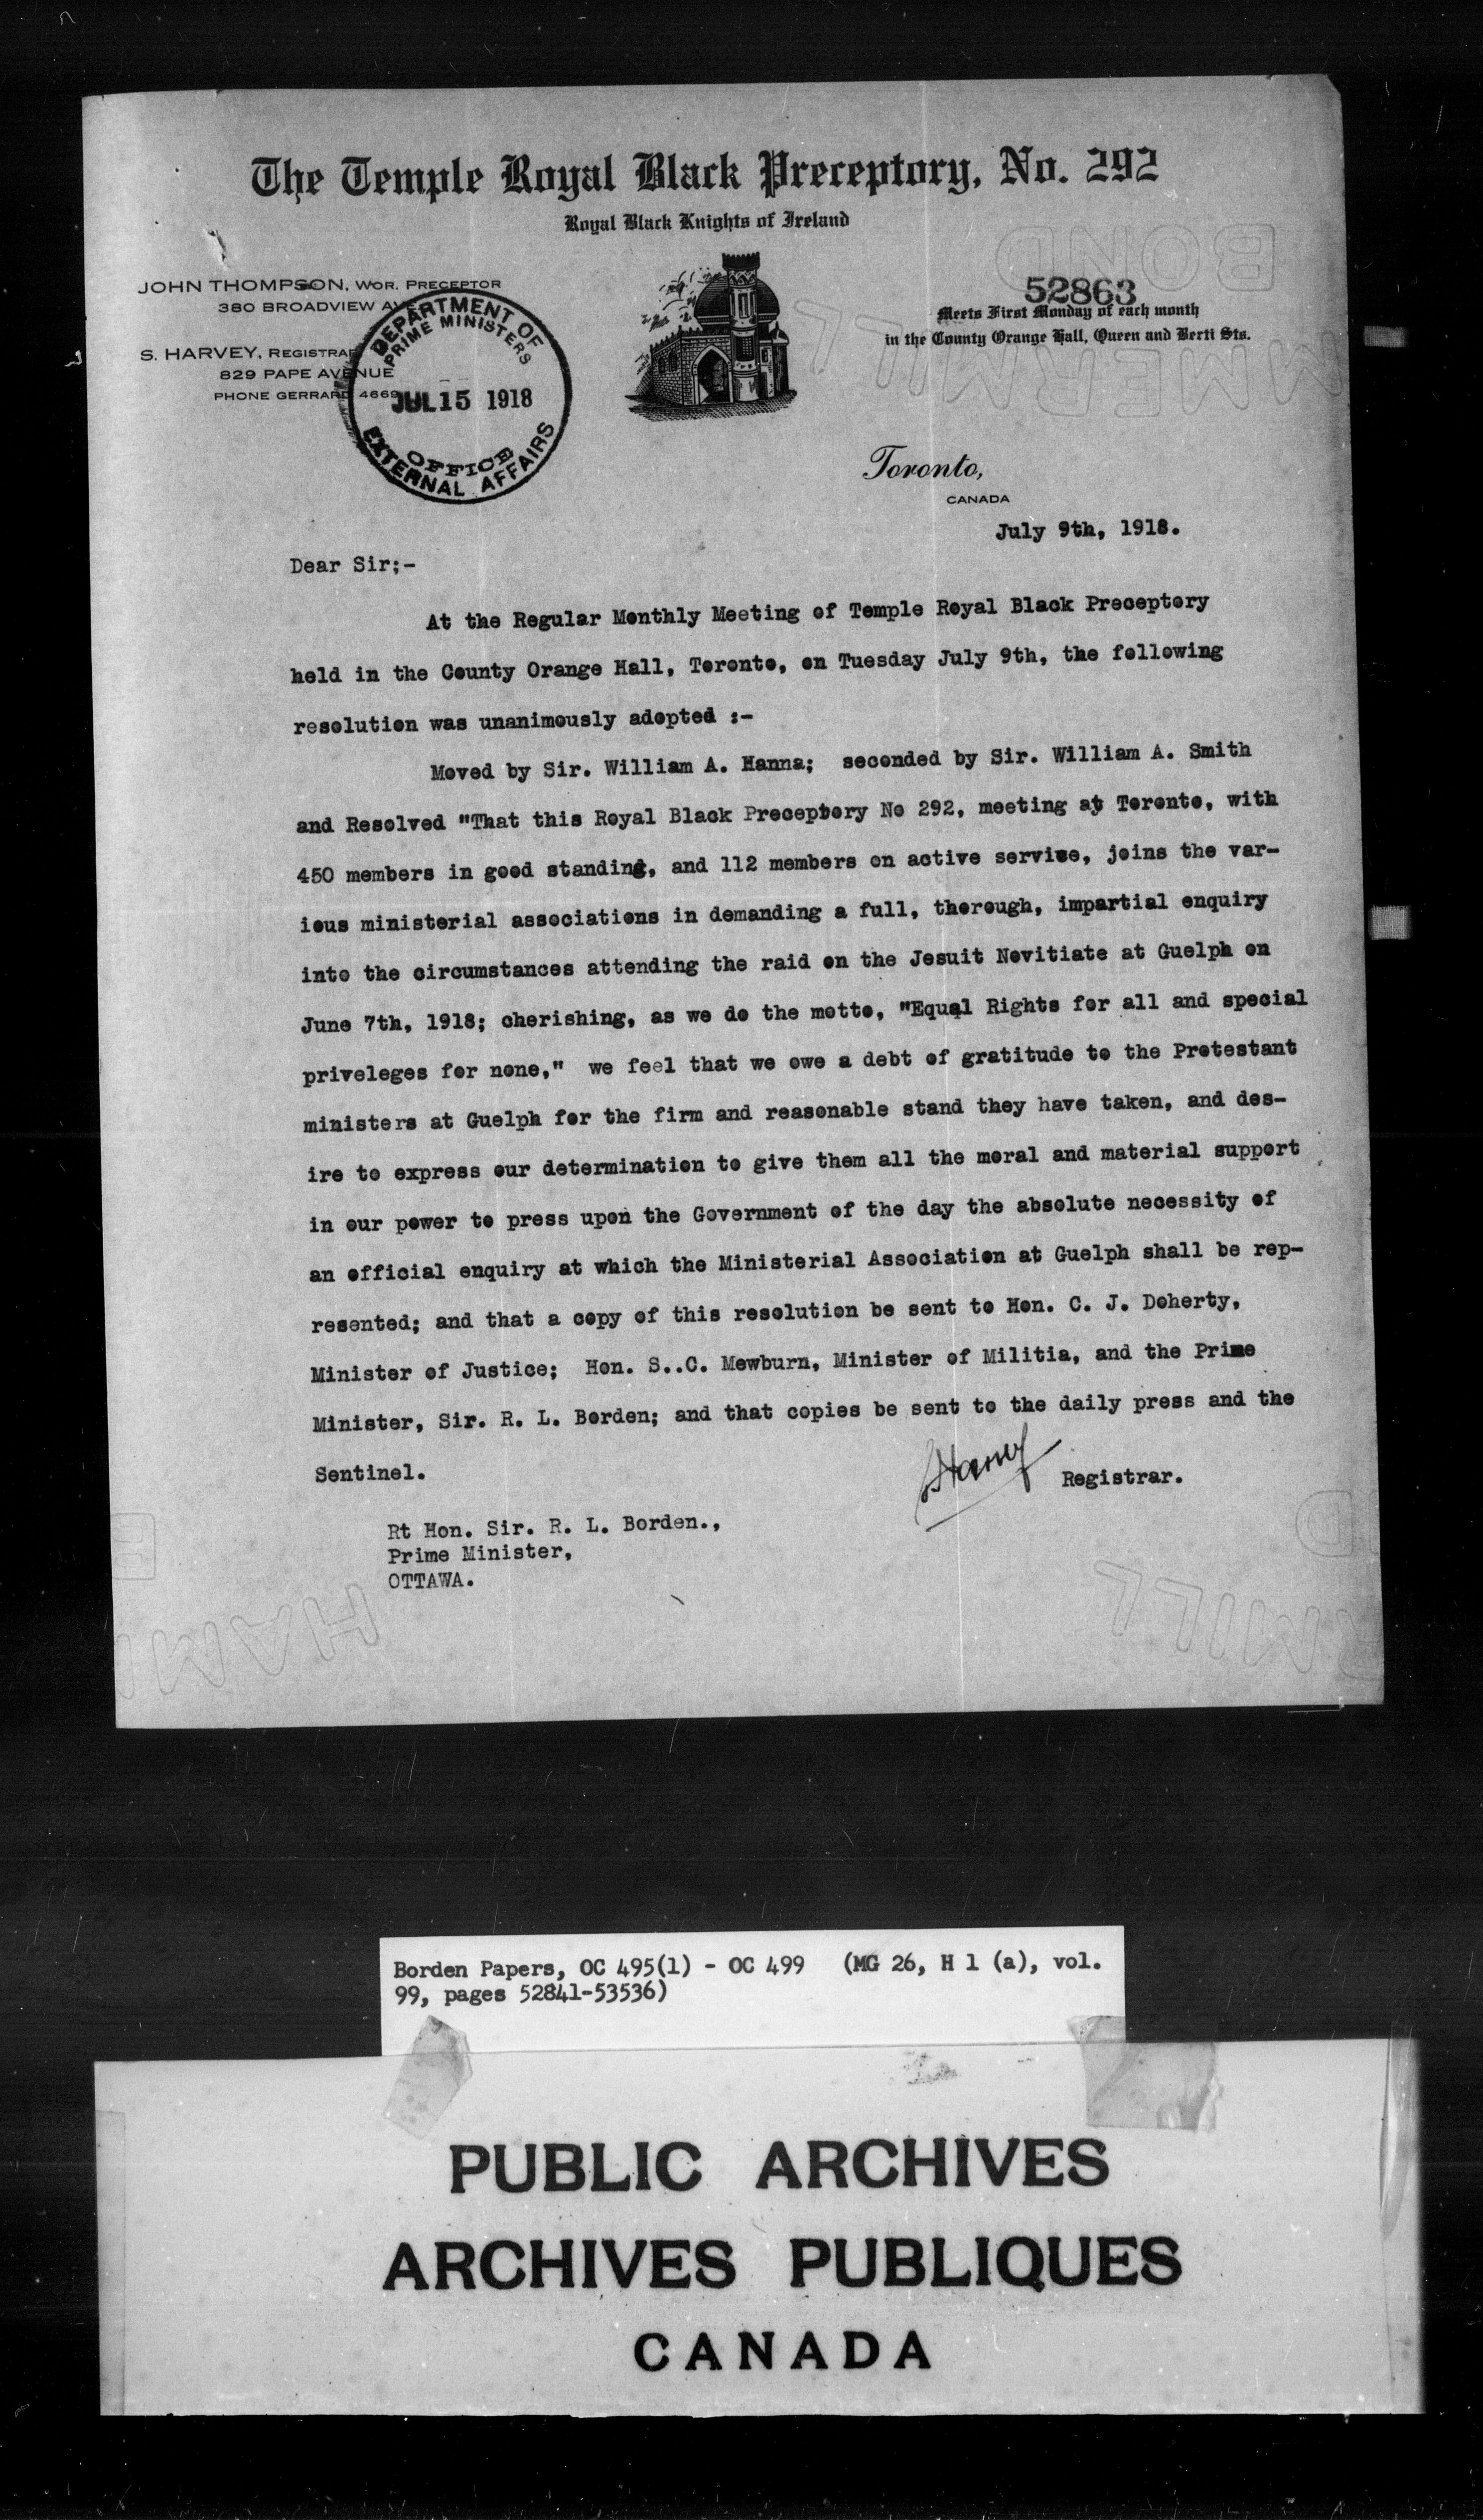 The Temple Royal Black Preceptory, No. 292
Royal Black Knights of Ireland
JOHN THOMPSON, WOR. PRECEPTOR
380 BROADVIEW AVE
S. HARVEY, REGISTRAR
829 PAPE AVENUE
PHONE GERRARD 4669
DEPARTMENT OF
PRIME MINISTERS
JUL 15 1918
OFFICE
EXTERNAL AFFAIRS
52863
Meets First Monday of each month
in the County Orange Hall, Queen and Berti Sts.
BOND
HAMMERMILL
Toronto,
CANADA
July 9th, 1918.
Dear Sir;-
At the Regular Monthly Meeting of Temple Royal Black Preceptory
held in the County Orange Hall, Toronto, on Tuesday July 9th, the following
resolution was unanimously adopted :-
Moved by Sir. William A. Hanna; seconded by Sir. William A. Smith
and Resolved "That this Royal Black Preceptory No 292, meeting at Toronto, with
450 members in good standing, and 112 members on active servise, joins the var-
ious ministerial associations in demanding a full, thorough, impartial enquiry
into the circumstances attending the raid on the Jesuit Novitiate at Guelph on
June 7th, 1918; cherishing, as we do the motto, "Equal Rights for all and special
priveleges for none," we feel that we owe a debt of gratitude to the Protestant
ministers at Guelph for the firm and reasonable stand they have taken, and des-
ire to express our determination to give them all the moral and material support
in our power to press upon the Government of the day the absolute necessity of
an official enquiry at which the Ministerial Association at Guelph shall be rep-
resented; and that a copy of this resolution be sent to Hon. C. J. Doherty,
Minister of Justice; Hon. S..C. Mewburn, Minister of Militia, and the Prime
Minister, Sir. R. L. Borden; and that copies be sent to the daily press and the
Sentinel.
S Harvey Registrar.
Rt Hon. Sir. R. L. Borden.,
Prime Minister,
OTTAWA.
Borden Papers, OC 495(1) - OC 499 (MG 26, H 1 (a), vol.
99, pages 52841-53536)
PUBLIC ARCHIVES
ARCHIVES PUBLIQUES
CANADA